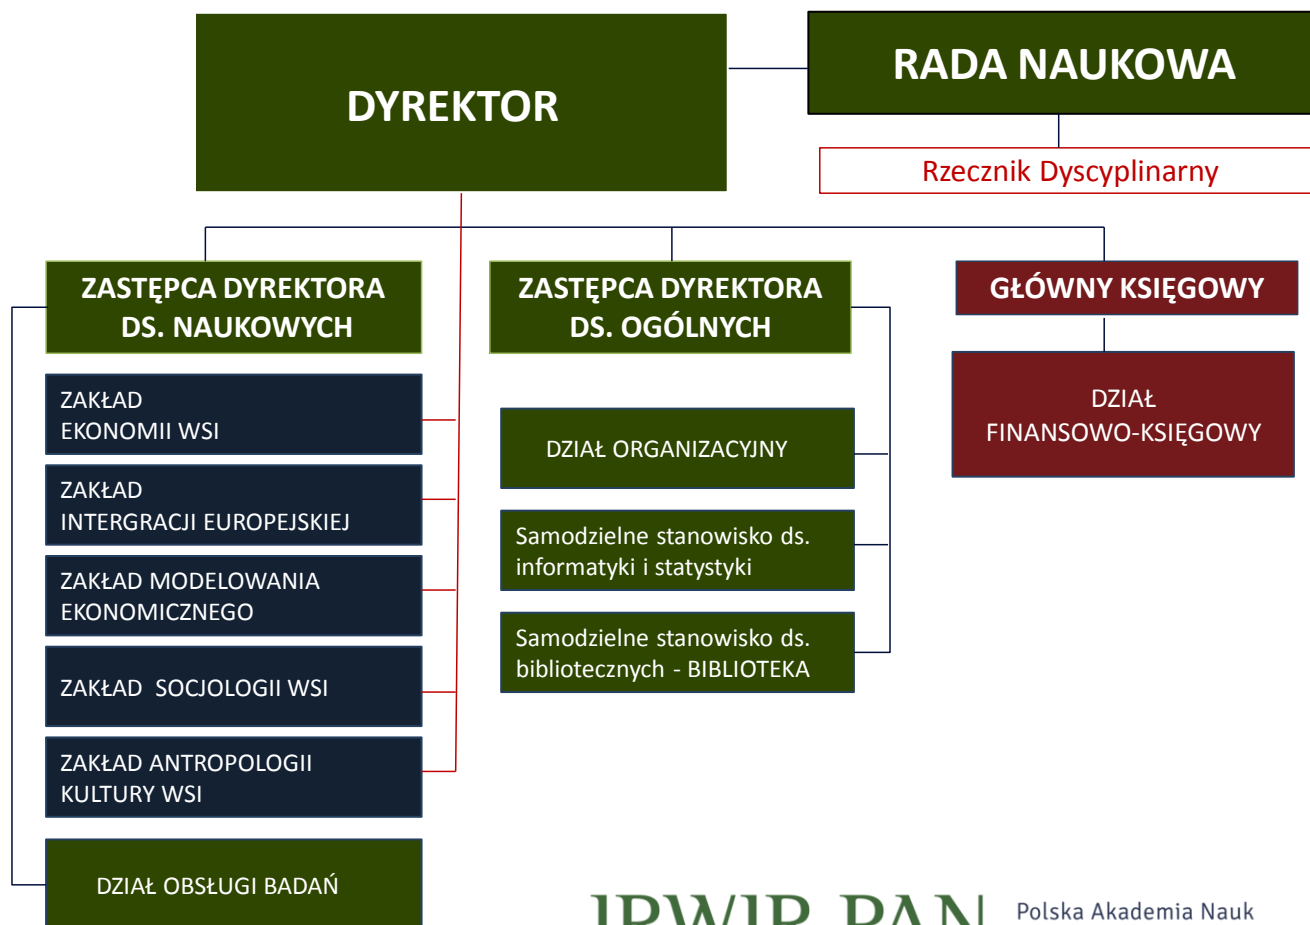 DYREKTOR
RADA NAUKOWA
Rzecznik Dyscyplinarny
ZASTĘPCA DYREKTORA
DS. NAUKOWYCH
ZAKŁAD
EKONOMII WSI
ZAKŁAD
INTERGRACJI EUROPEJSKIEJ
ZAKŁAD MODELOWANIA
EKONOMICZNEGO
ZAKŁAD SOCJOLOGII WSI
ZAKŁAD ANTROPOLOGII
KULTURY WSI
DZIAŁ OBSŁUGI BADAŃ
ZASTĘPCA DYREKTORA
DS. OGÓLNYCH
DZIAŁ ORGANIZACYJNY
Samodzielne stanowisko ds.
informatyki i statystyki
Samodzielne stanowisko ds.
bibliotecznych - BIBLIOTEKA
GŁÓWNY KSIĘGOWY
DZIAŁ
FINANSOWO-KSIĘGOWY
IRWIR PAN
Polska Akademia Nauk